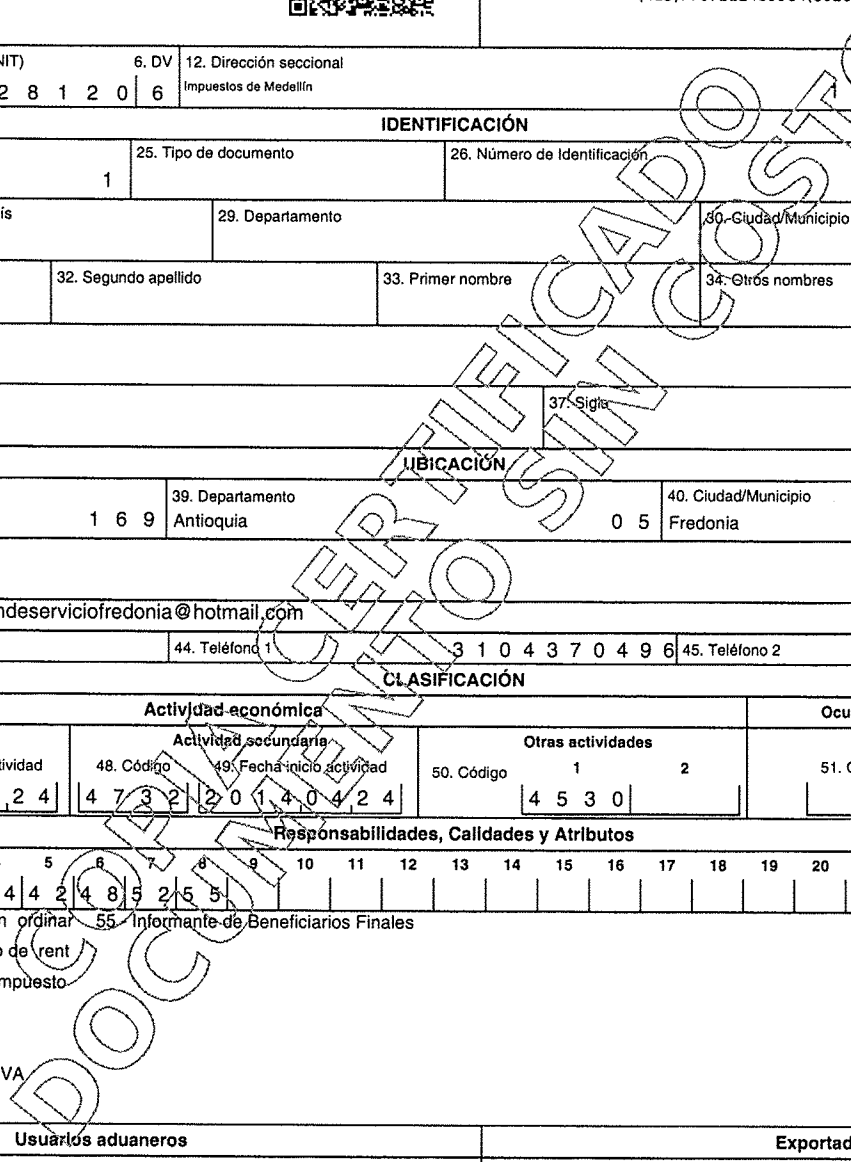 NIT)
6. DV
12. Dirección seccional
2 8 1 2 0 6
Impuestos de Medellín
IDENTIFICACIÓN
25. Tipo de documento
26. Número de Identificación
1
ís
29. Departamento
30. Ciudad/Municipio
32. Segundo apellido
33. Primer nombre
34. Otros nombres
37. Sigla
UBICACIÓN
39. Departamento
40. Ciudad/Municipio
1 6 9
Antioquia
0 5
Fredonia
ndeserviciofredonia@hotmail.com
44. Teléfono 1
3 1 0 4 3 7 0 4 9 6
45. Teléfono 2
CLASIFICACIÓN
Actividad económica
Ocu
Actividad secundaria
Otras actividades
tividad
48. Código
49. Fecha inicio actividad
50. Código
1
2
51. C
2 4
4 7 3 2
2 0 1 4 0 4 2 4
4 5 3 0
Responsabilidades, Calidades y Atributos
5 6 7 8 9 10 11 12 13 14 15 16 17 18 19 20
4 4 2 4 8 5 2 5 5
n ordinar
55 - Informante de Beneficiarios Finales
o de rent
mpuesto
VA
Usuarios aduaneros
Exportad
COPIA CERTIFICADO
DOCUMENTO SIN COSTO